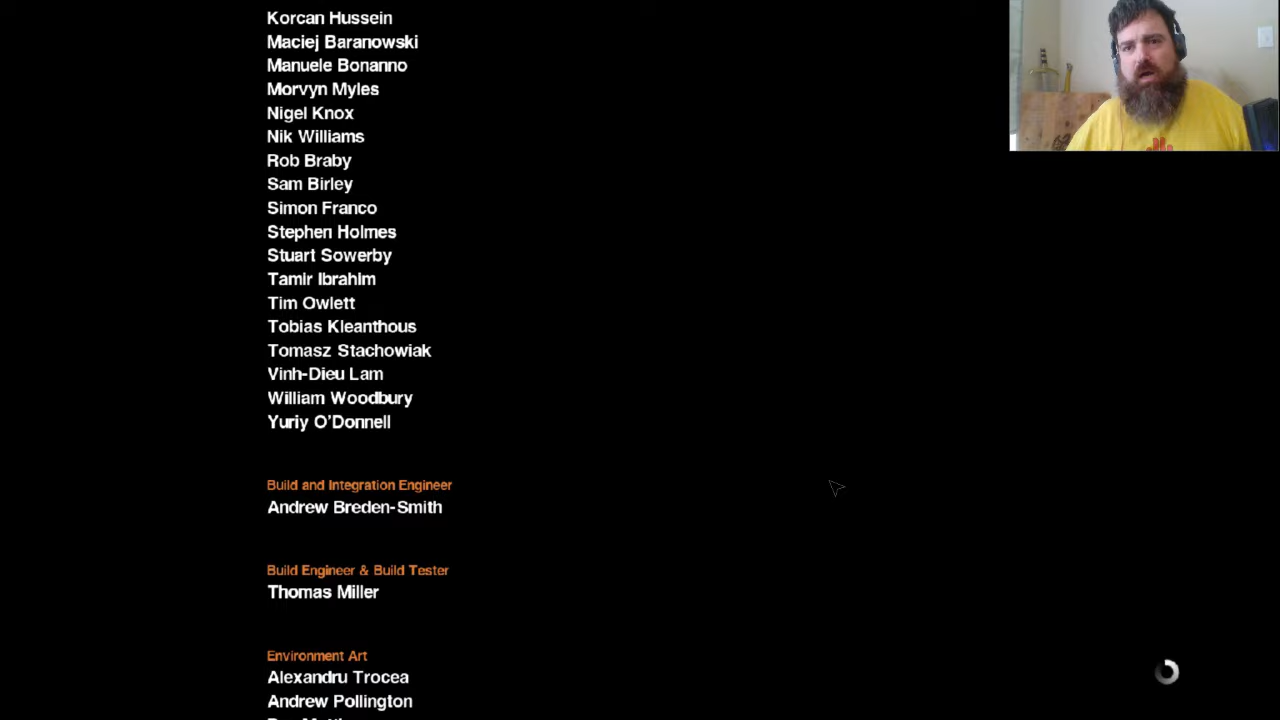 Korcan Hussein
Maciej Baranowski
Manuele Bonanno
Morvyn Myles
Nigel Knox
Nik Williams
Rob Braby
Sam Birley
Simon Franco
Stephen Holmes
Stuart Sowerby
Tamir Ibrahim
Tim Owlett
Tobias Kleanthous
Tomasz Stachowiak
Vinh-Dieu Lam
William Woodbury
Yuriy O'Donnell
Build and Integration Engineer
Andrew Breden-Smith
Build Engineer & Build Tester
Thomas Miller
Environment Art
Alexandru Trocea
Andrew Pollington